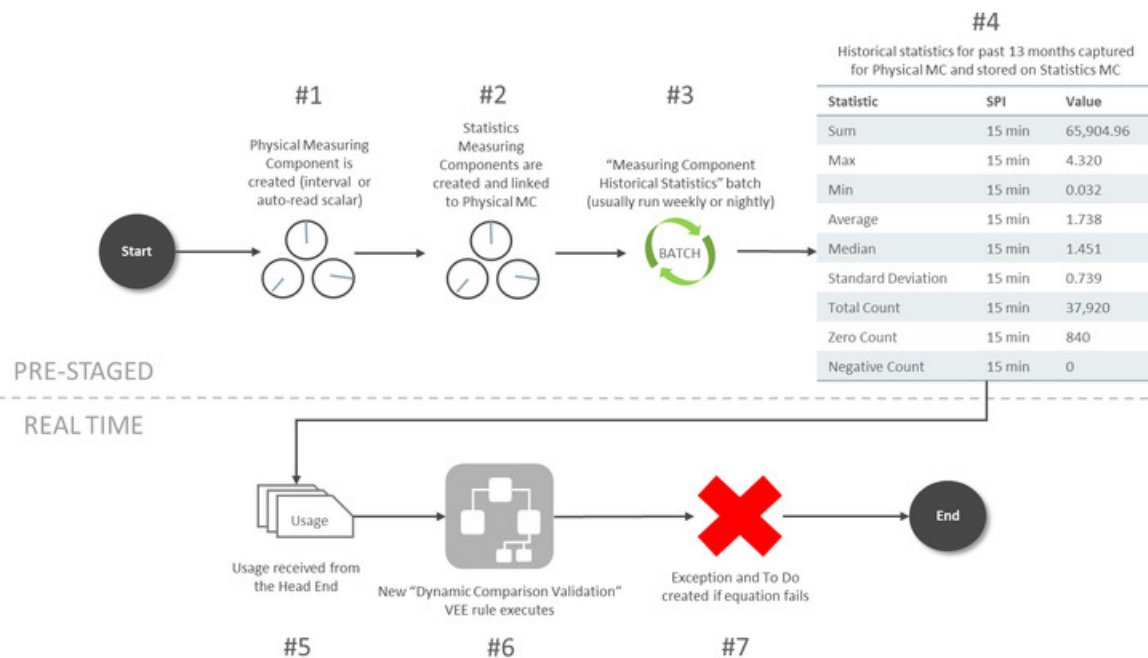 #4
Historical statistics for past 13 months captured
for Physical MC and stored on Statistics MC
Statistic SPI Value
Sum 15 min 65,904.96
Max 15 min 4.320
Min 15 min 0.032
Average 15 min 1.738
Median 15 min 1.451
Standard Deviation 15 min 0.739
Total Count 15 min 37,920
Zero Count 15 min 840
Negative Count 15 min 0
#1
Physical Measuring
Component is
created (interval or
auto-read scalar)
#2
Statistics
Measuring
Components are
created and linked
to Physical MC
#3
“Measuring Component
Historical Statistics” batch
(usually run weekly or nightly)
Start
BATCH
PRE-STAGED
REAL TIME
Usage
Usage received from
the Head End
#5
New “Dynamic Comparison Validation”
VEE rule executes
#6
Exception and To Do
created if equation fails
#7
End